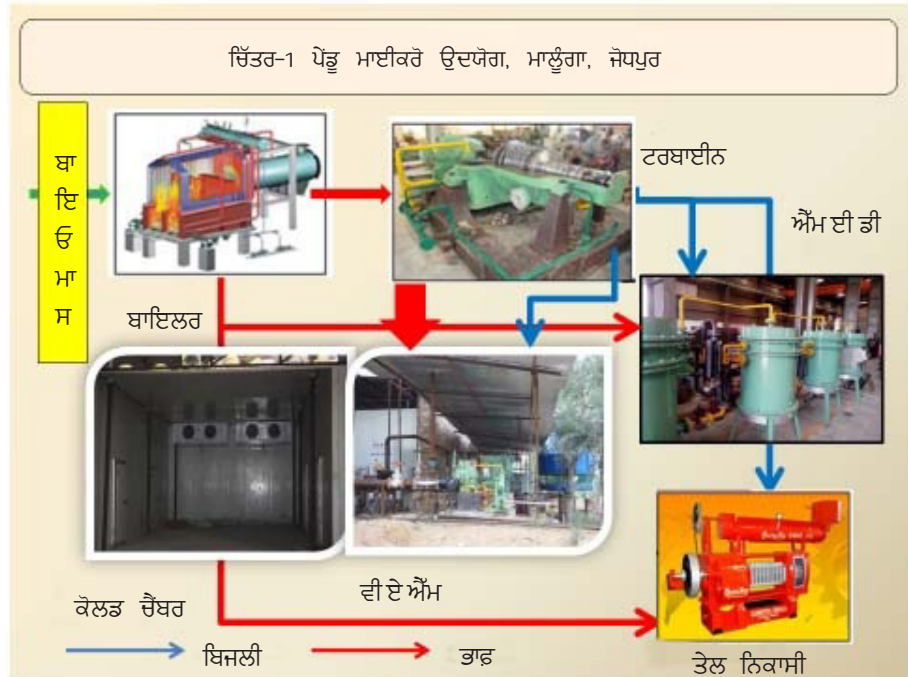 ਚਿੱਤਰ-1 ਪੇਂਡੂ ਮਾਈਕਰੋ ਉਦਯੋਗ, ਮਾਲੂੰਗਾ, ਜੋਧਪੁਰ
ਬਾ
ਇ
ਓ
ਮਾ
ਸ
ਟਰਬਾਈਨ
ਐੱਮ ਈ ਡੀ
ਬਾਇਲਰ
ਵੀ ਏ ਐੱਮ
ਕੋਲਡ ਚੈਂਬਰ
ਬਿਜਲੀ
ਭਾਫ਼
ਤੇਲ ਨਿਕਾਸੀ